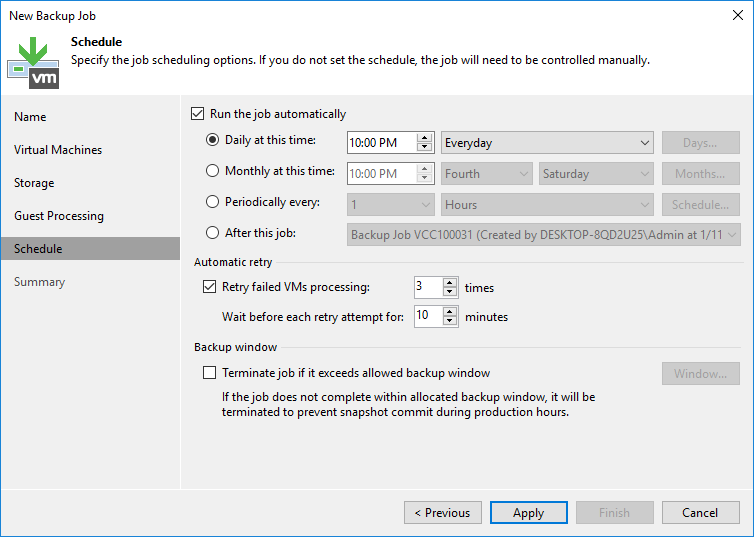 New Backup Job
Schedule
Specify the job scheduling options. If you do not set the schedule, the job will need to be controlled manually.
vm
Name
Virtual Machines
Storage
Guest Processing
Schedule
Summary
Run the job automatically
Daily at this time: 10:00 PM Everyday Days...
Monthly at this time: 10:00 PM Fourth Saturday Months...
Periodically every: 1 Hours Schedule...
After this job: Backup Job VCC100031 (Created by DESKTOP-8QD2U25\Admin at 1/11
Automatic retry
Retry failed VMs processing: 3 times
Wait before each retry attempt for: 10 minutes
Backup window
Terminate job if it exceeds allowed backup window Window...
If the job does not complete within allocated backup window, it will be
terminated to prevent snapshot commit during production hours.
< Previous Apply Finish Cancel